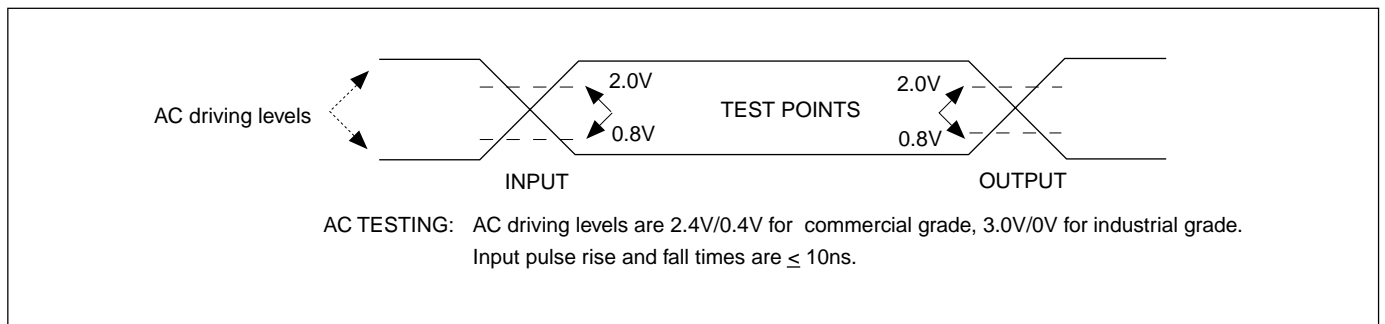 2.0V
2.0V
AC driving levels
TEST POINTS
0.8V
0.8V
INPUT
OUTPUT
AC TESTING: AC driving levels are 2.4V/0.4V for commercial grade, 3.0V/0V for industrial grade.
Input pulse rise and fall times are ≤ 10ns.